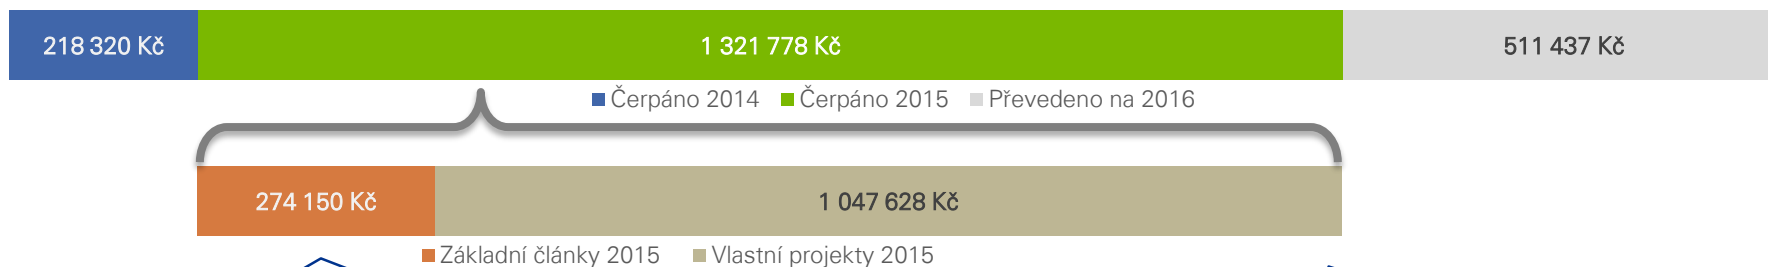 218 320 Kč 1 321 778 Kč 511 437 Kč
Čerpáno 2014 Čerpáno 2015 Převedeno na 2016
274 150 Kč 1 047 628 Kč
Základní články 2015 Vlastní projekty 2015